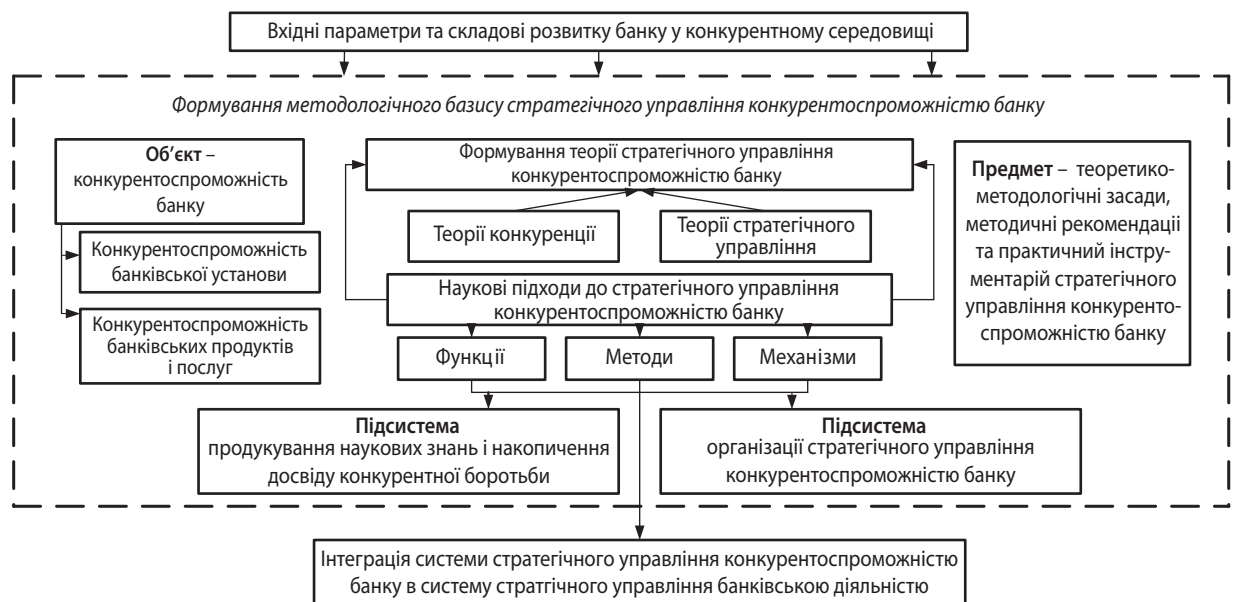 Вхідні параметри та складові розвитку банку у конкурентному середовищі
Формування методологічного базису стратегічного управління конкурентоспроможністю банку
Об’єкт –
конкурентоспроможність
банку
Конкурентоспроможність
банківської установи
Конкурентоспроможність
банківських продуктів
і послуг
Формування теорії стратегічного управління
конкурентоспроможністю банку
Теорії конкуренції
Теорії стратегічного
управління
Наукові підходи до стратегічного управління
конкурентоспроможністю банку
Функції
Методи
Механізми
Предмет – теоретико-
методологічні засади,
методичні рекомендації
та практичний інстру-
ментарій стратегічного
управління конкуренто-
спроможністю банку
Підсистема
продукування наукових знань і накопичення
досвіду конкурентної боротьби
Підсистема
організації стратегічного управління
конкурентоспроможністю банку
Інтеграція системи стратегічного управління конкурентоспроможністю
банку в систему стратгічного управління банківською діяльністю